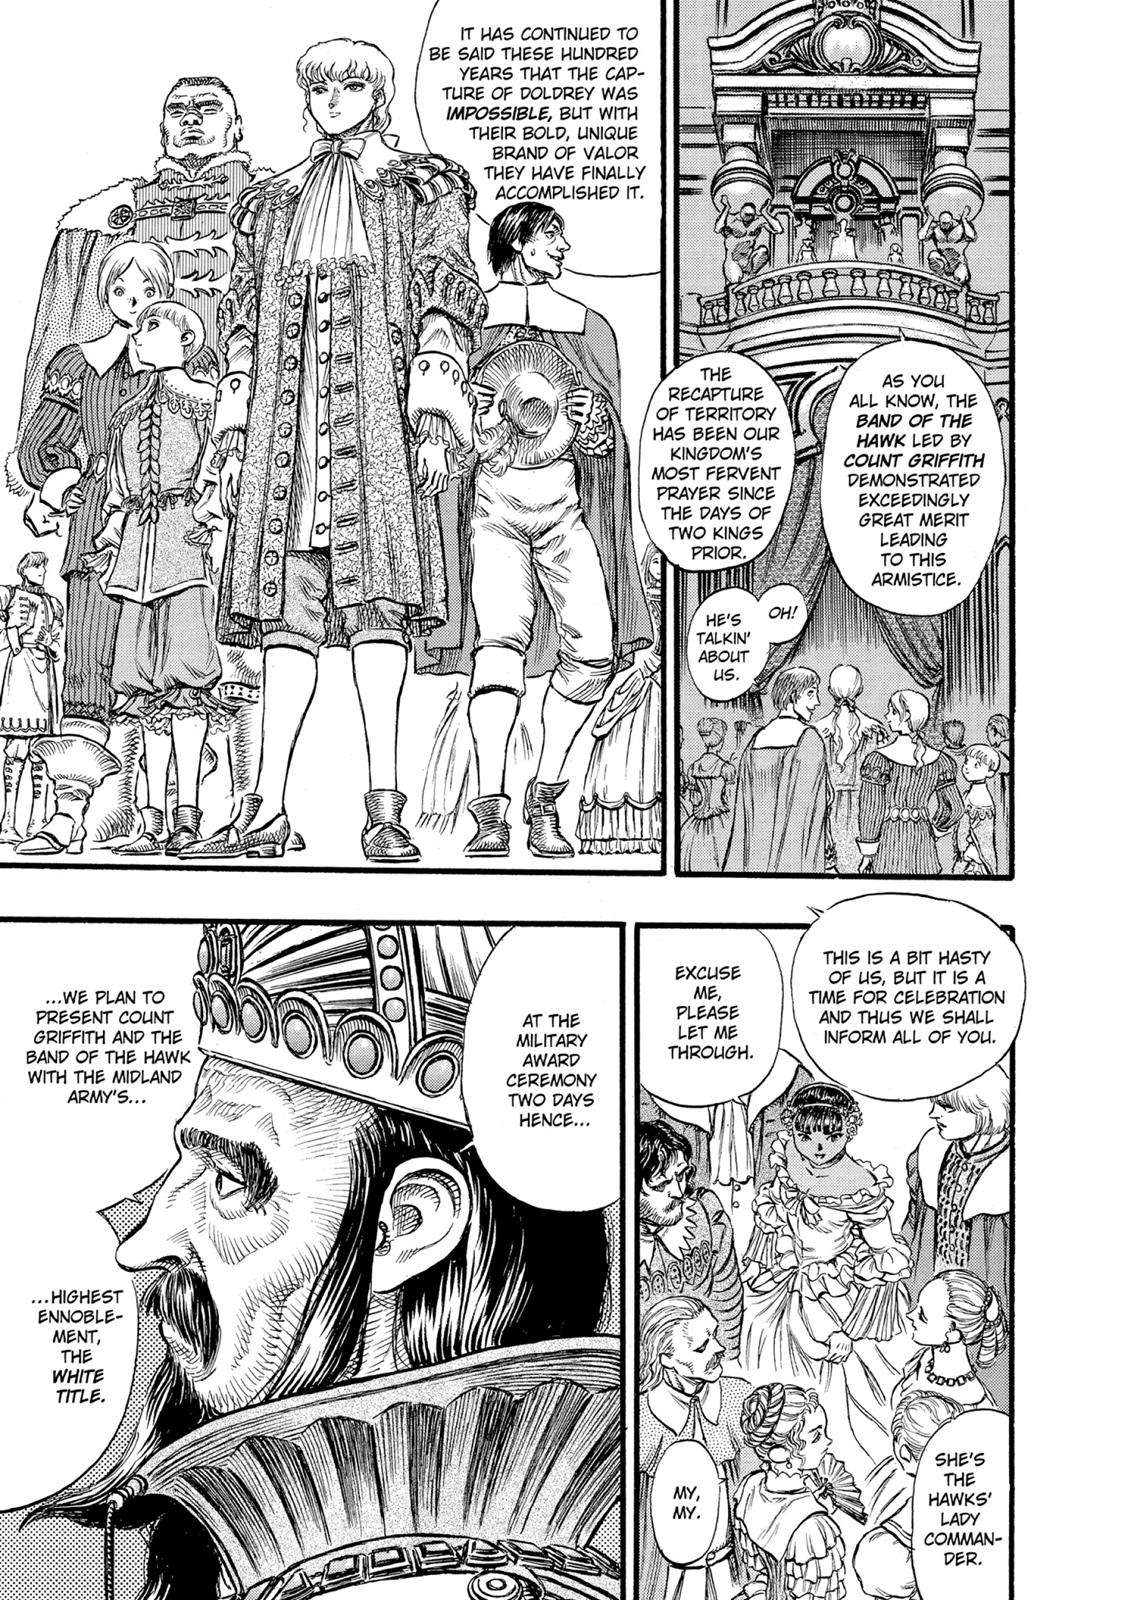 AS YOU
ALL KNOW, THE
BAND OF THE
HAWK LED BY
COUNT GRIFFITH
DEMONSTRATED
EXCEEDINGLY
GREAT MERIT
LEADING
TO THIS
ARMISTICE.
THE
RECAPTURE
OF TERRITORY
HAS BEEN OUR
KINGDOM'S
MOST FERVENT
PRAYER SINCE
THE DAYS OF
TWO KINGS
PRIOR.
OH!
HE'S
TALKIN'
ABOUT
US.
IT HAS CONTINUED TO
BE SAID THESE HUNDRED
YEARS THAT THE CAP-
TURE OF DOLDREY WAS
IMPOSSIBLE, BUT WITH
THEIR BOLD, UNIQUE
BRAND OF VALOR
THEY HAVE FINALLY
ACCOMPLISHED IT.
THIS IS A BIT HASTY
OF US, BUT IT IS A
TIME FOR CELEBRATION
AND THUS WE SHALL
INFORM ALL OF YOU.
EXCUSE
ME,
PLEASE
LET ME
THROUGH.
SHE'S
THE
HAWKS'
LADY
COMMAN-
DER.
MY,
MY.
AT THE
MILITARY
AWARD
CEREMONY
TWO DAYS
HENCE...
...WE PLAN TO
PRESENT COUNT
GRIFFITH AND THE
BAND OF THE HAWK
WITH THE MIDLAND
ARMY'S...
...HIGHEST
ENNOBLE-
MENT,
THE
WHITE
TITLE.